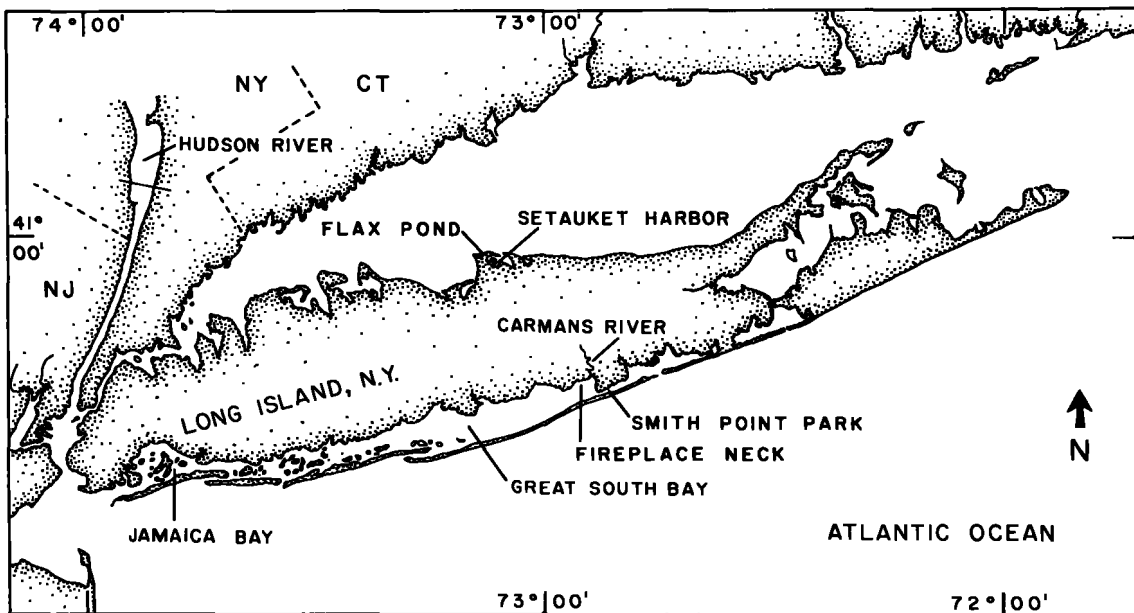 74°00'
73°00'
NY
CT
HUDSON RIVER
41°
00'
FLAX POND
SETAUKET HARBOR
NJ
CARMANS RIVER
LONG ISLAND, N.Y.
SMITH POINT PARK
FIREPLACE NECK
N
GREAT SOUTH BAY
JAMAICA BAY
ATLANTIC OCEAN
73°00'
72°00'